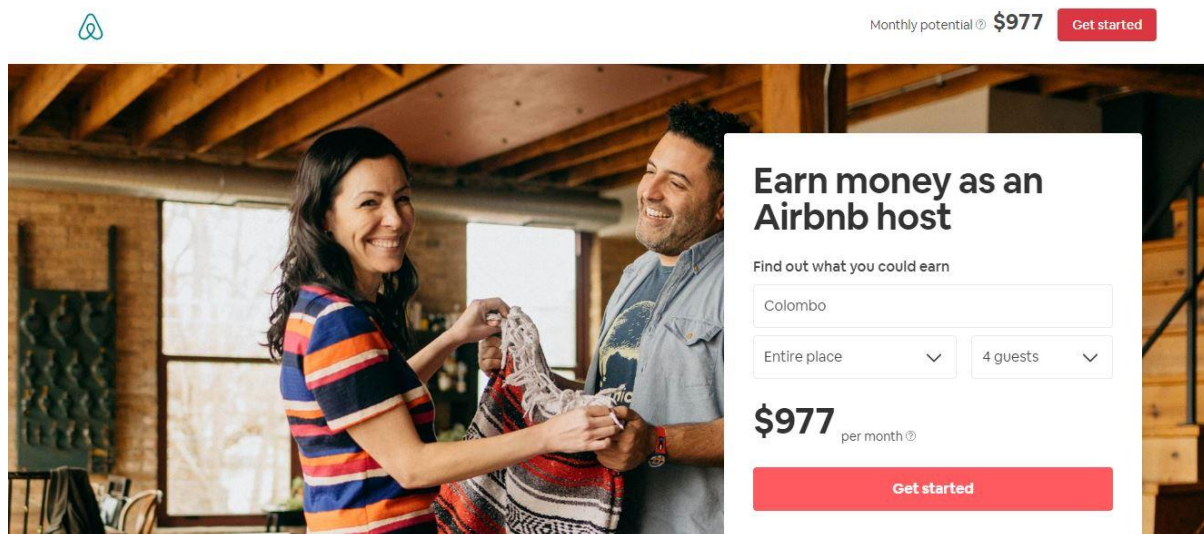 Monthly potential ? $977 Get started
Earn money as an
Airbnb host
Find out what you could earn
Colombo
Entire place 4 guests
$977 per month ?
Get started